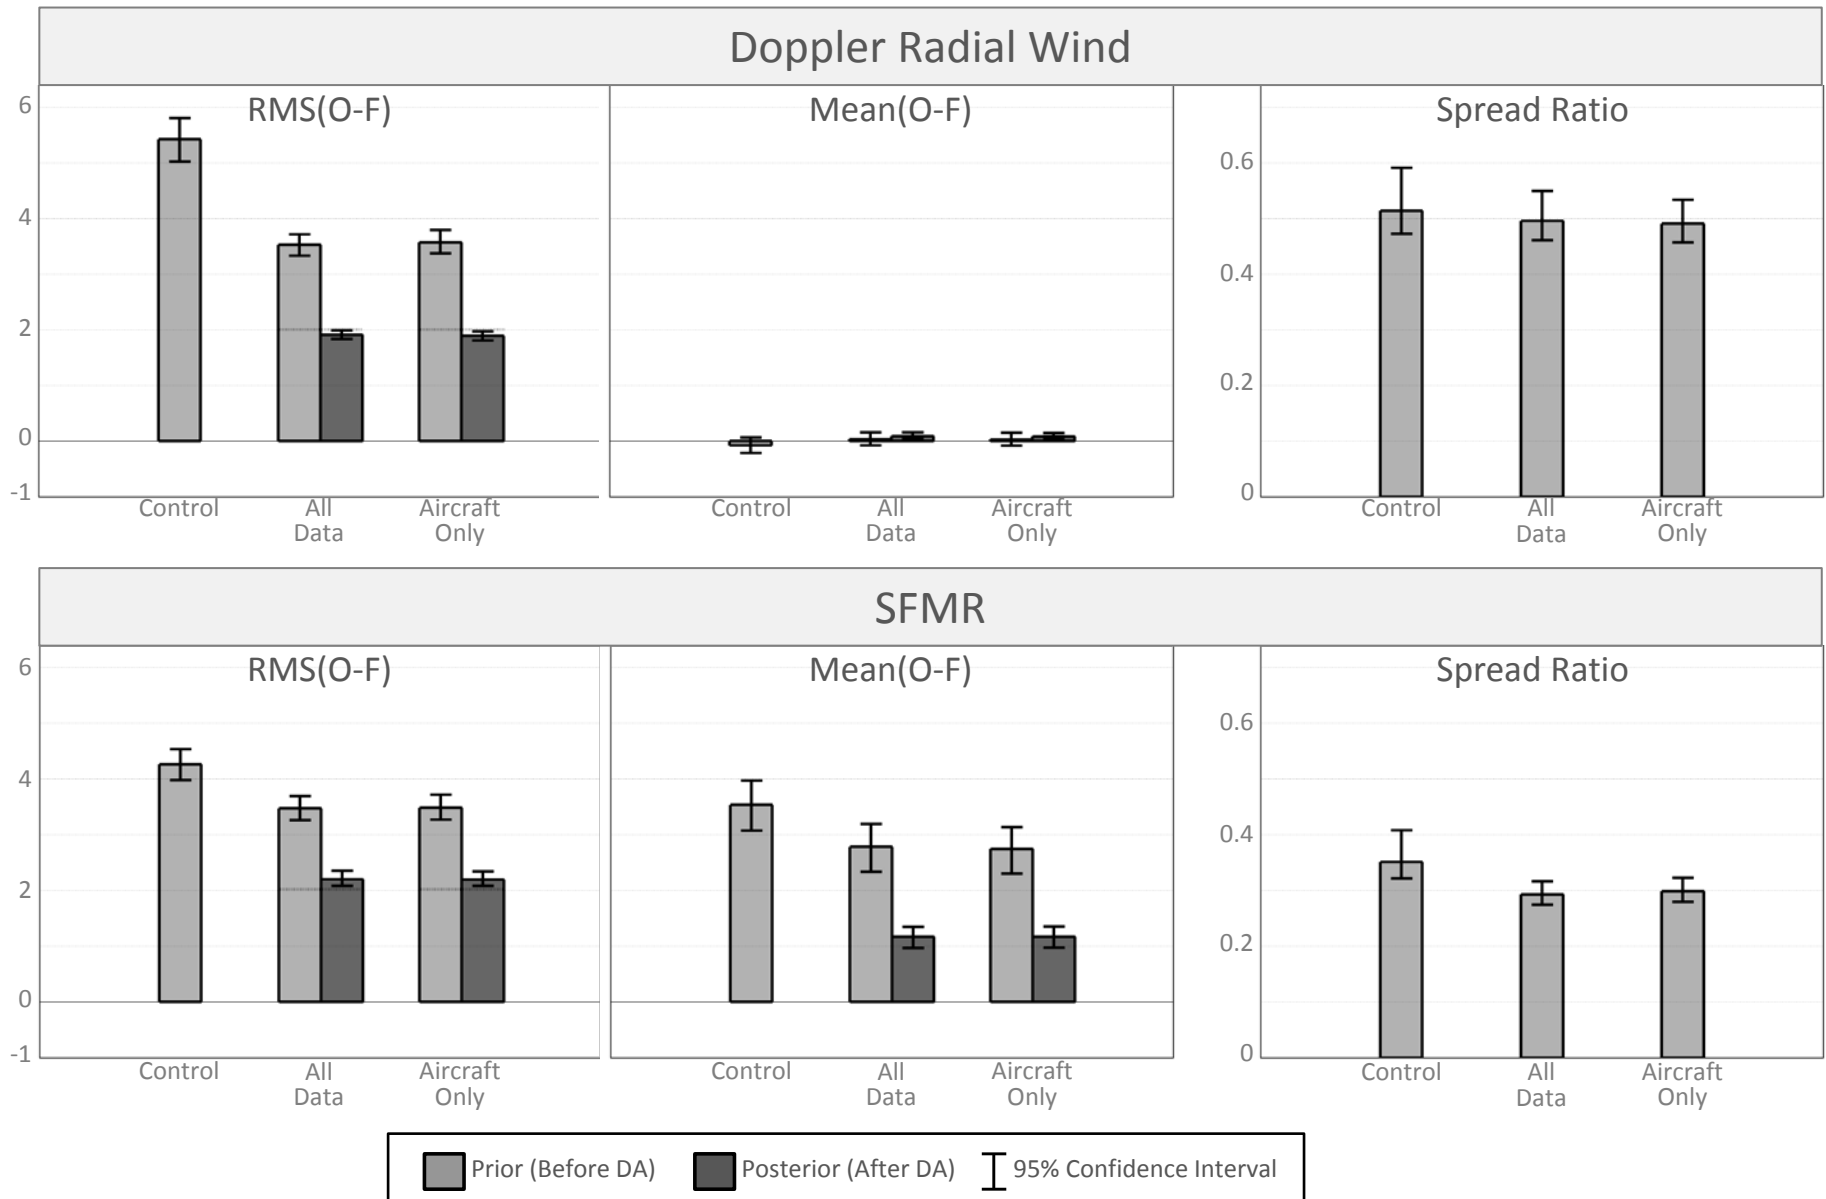 Doppler Radial Wind
RMS(O-F)
Mean(O-F)
Spread Ratio
6
4
2
0
-1
0.6
0.4
0.2
0
Control
All
Data
Aircraft
Only
Control
All
Data
Aircraft
Only
Control
All
Data
Aircraft
Only
SFMR
RMS(O-F)
Mean(O-F)
Spread Ratio
6
4
2
0
-1
0.6
0.4
0.2
0
Control
All
Data
Aircraft
Only
Control
All
Data
Aircraft
Only
Control
All
Data
Aircraft
Only
Prior (Before DA)
Posterior (After DA)
95% Confidence Interval